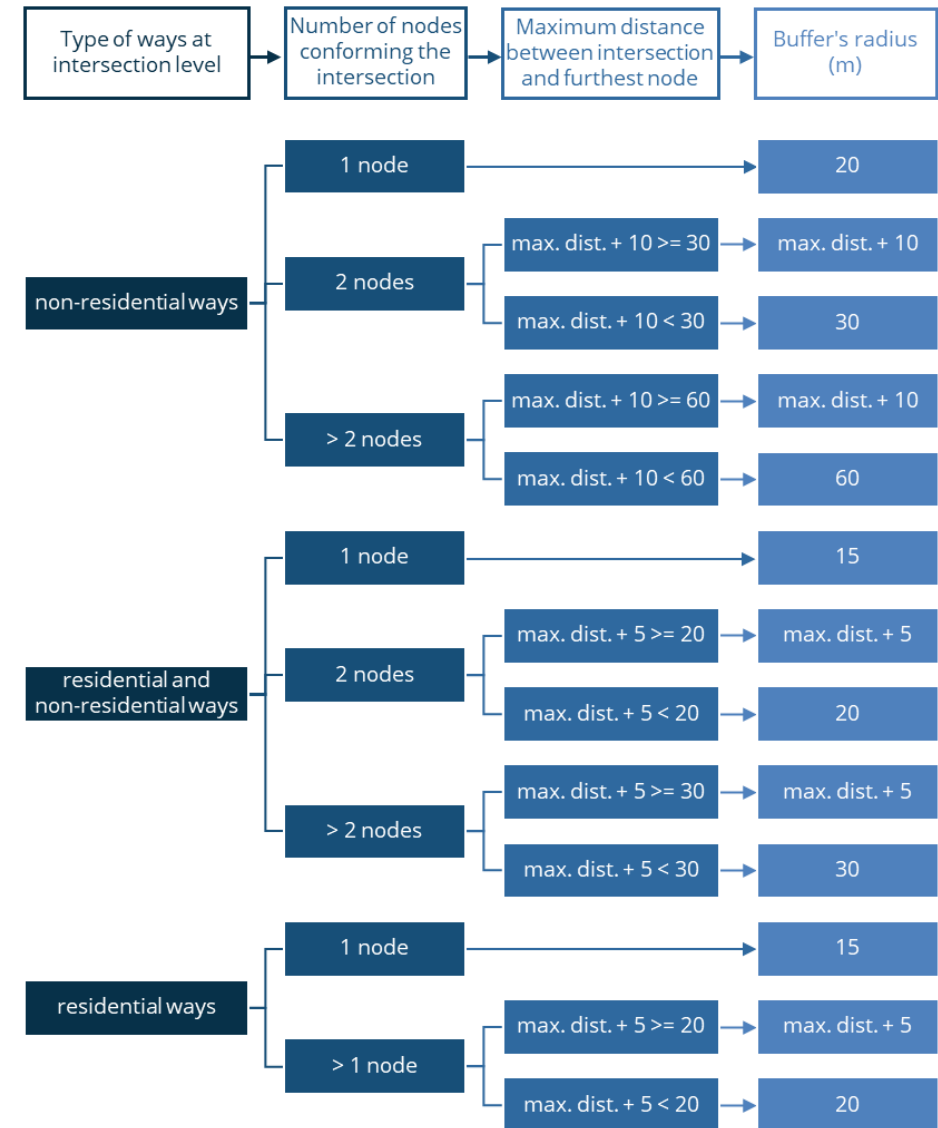 Type of ways at
intersection level
Number of nodes
conforming the
intersection
Maximum distance
between intersection
and furthest node
Buffer's radius
(m)
non-residential ways
1 node
20
2 nodes
max. dist. + 10 >= 30
max. dist. + 10
max. dist. + 10 < 30
30
> 2 nodes
max. dist. + 10 >= 60
max. dist. + 10
max. dist. + 10 < 60
60
residential and
non-residential ways
1 node
15
2 nodes
max. dist. + 5 >= 20
max. dist. + 5
max. dist. + 5 < 20
20
> 2 nodes
max. dist. + 5 >= 30
max. dist. + 5
max. dist. + 5 < 30
30
residential ways
1 node
15
> 1 node
max. dist. + 5 >= 20
max. dist. + 5
max. dist. + 5 < 20
20